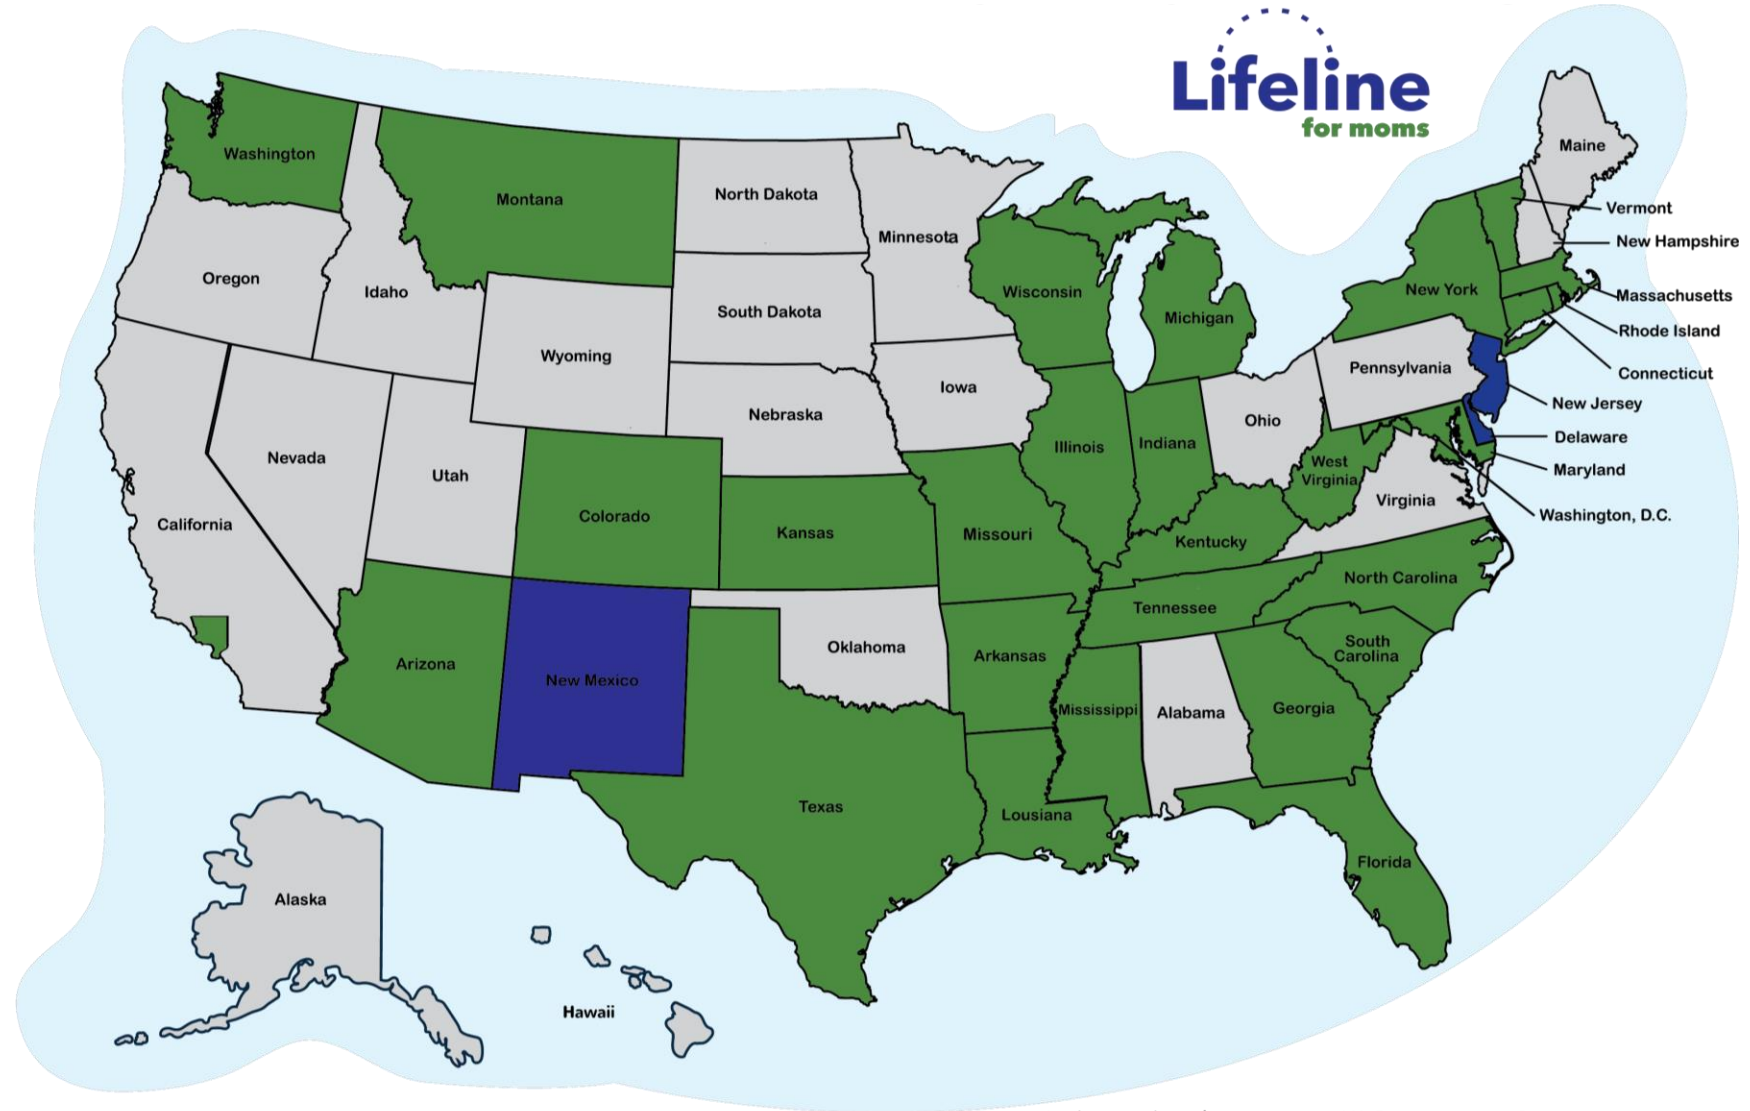 Lifeline
for moms
Maine
Washington
Montana
North Dakota
Minnesota
Vermont
New Hampshire
Oregon
Idaho
South Dakota
Wisconsin
Michigan
New York
Massachusetts
Rhode Island
Wyoming
Iowa
Pennsylvania
Connecticut
Nebraska
Ohio
New Jersey
Delaware
Nevada
Utah
Illinois
Indiana
West
Virginia
Maryland
California
Colorado
Kansas
Missouri
Kentucky
Virginia
Washington, D.C.
North Carolina
Tennessee
Arizona
New Mexico
Oklahoma
Arkansas
South
Carolina
Mississippi
Alabama
Georgia
Texas
Lousiana
Florida
Alaska
Hawaii